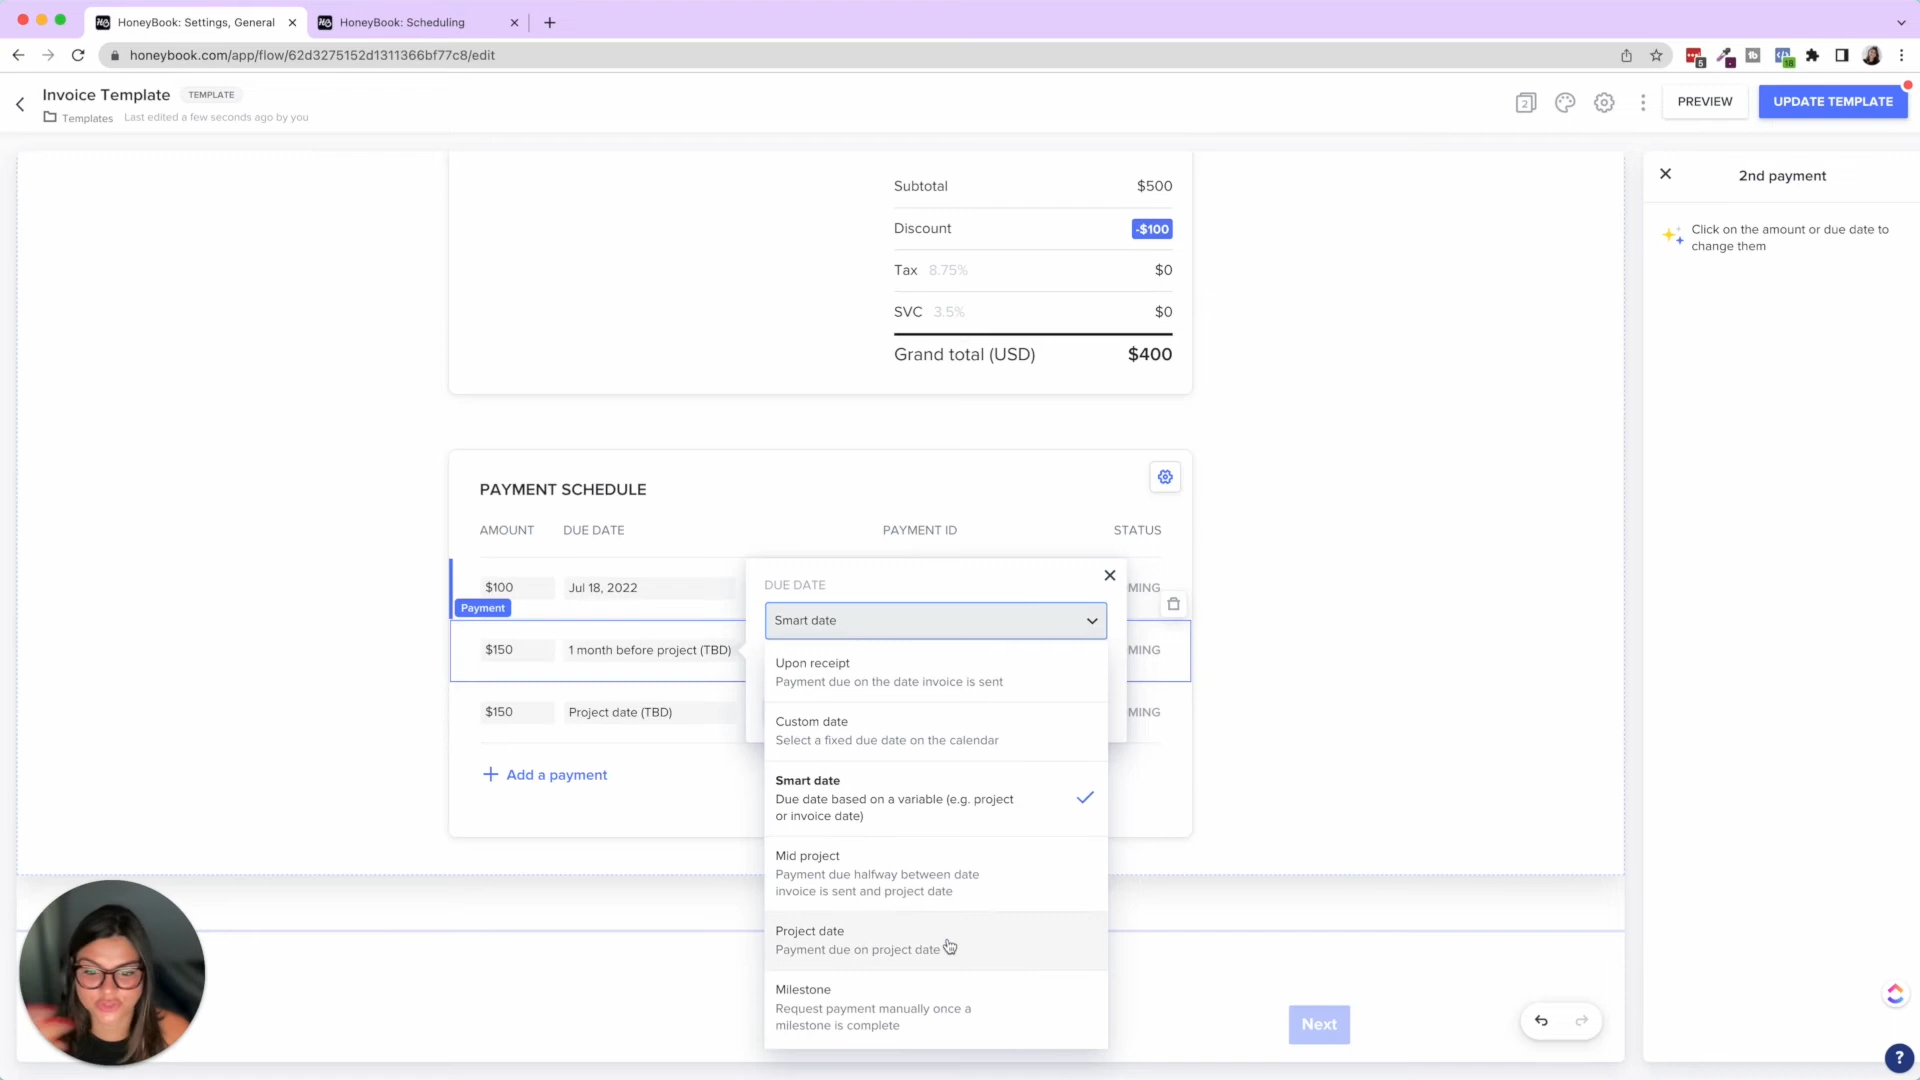 HoneyBook: Settings, General
HoneyBook: Scheduling
honeybook.com/app/flow/62d3275152d1311366bf77c8/edit
5
18
Invoice Template
TEMPLATE
Templates
Last edited a few seconds ago by you
2
PREVIEW
UPDATE TEMPLATE
Subtotal $500
Discount -$100
Tax 8.75% $0
SVC 3.5% $0
Grand total (USD) $400
2nd payment
Click on the amount or due date to
change them
PAYMENT SCHEDULE
AMOUNT DUE DATE PAYMENT ID STATUS
$100 Jul 18, 2022 MING
Payment
$150 1 month before project (TBD) MING
$150 Project date (TBD) MING
Add a payment
DUE DATE
Smart date
Upon receipt
Payment due on the date invoice is sent
Custom date
Select a fixed due date on the calendar
Smart date
Due date based on a variable (e.g. project
or invoice date)
Mid project
Payment due halfway between date
invoice is sent and project date
Project date
Payment due on project date
Milestone
Request payment manually once a
milestone is complete
Next
?